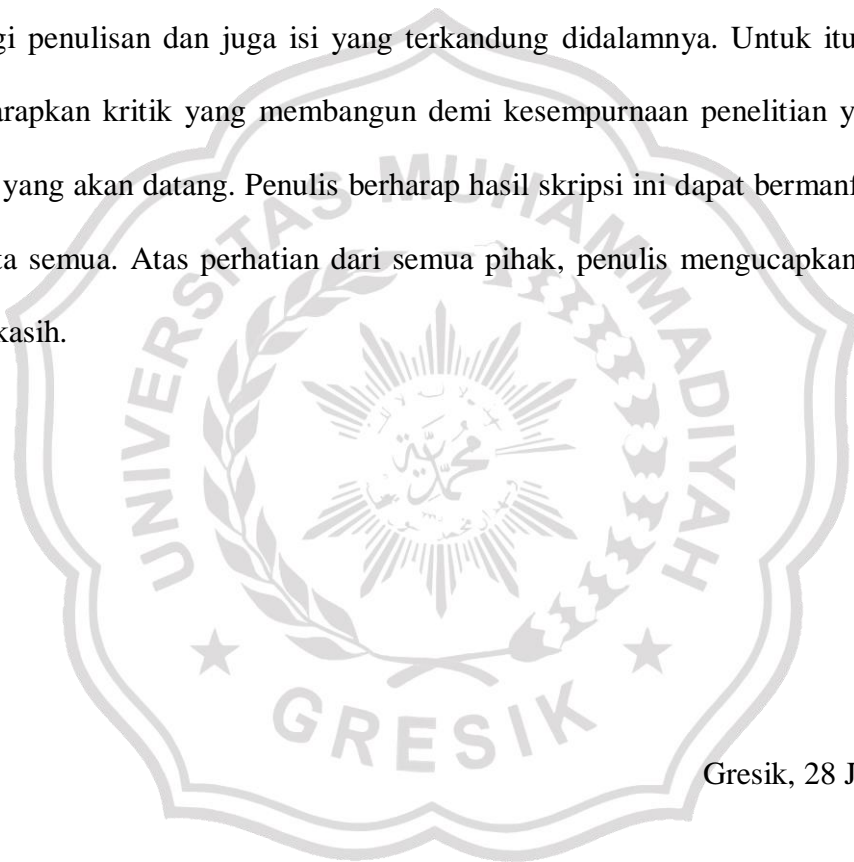 gi penulisan dan juga isi yang terkandung didalamnya. Untuk itu
arapkan kritik yang membangun demi kesempurnaan penelitian y
yang akan datang. Penulis berharap hasil skripsi ini dapat bermanf
ta semua. Atas perhatian dari semua pihak, penulis mengucapkan
kasih.
UNIVERSITAS MUHAMMADIYAH
محمدية
GRESIK
Gresik, 28 J